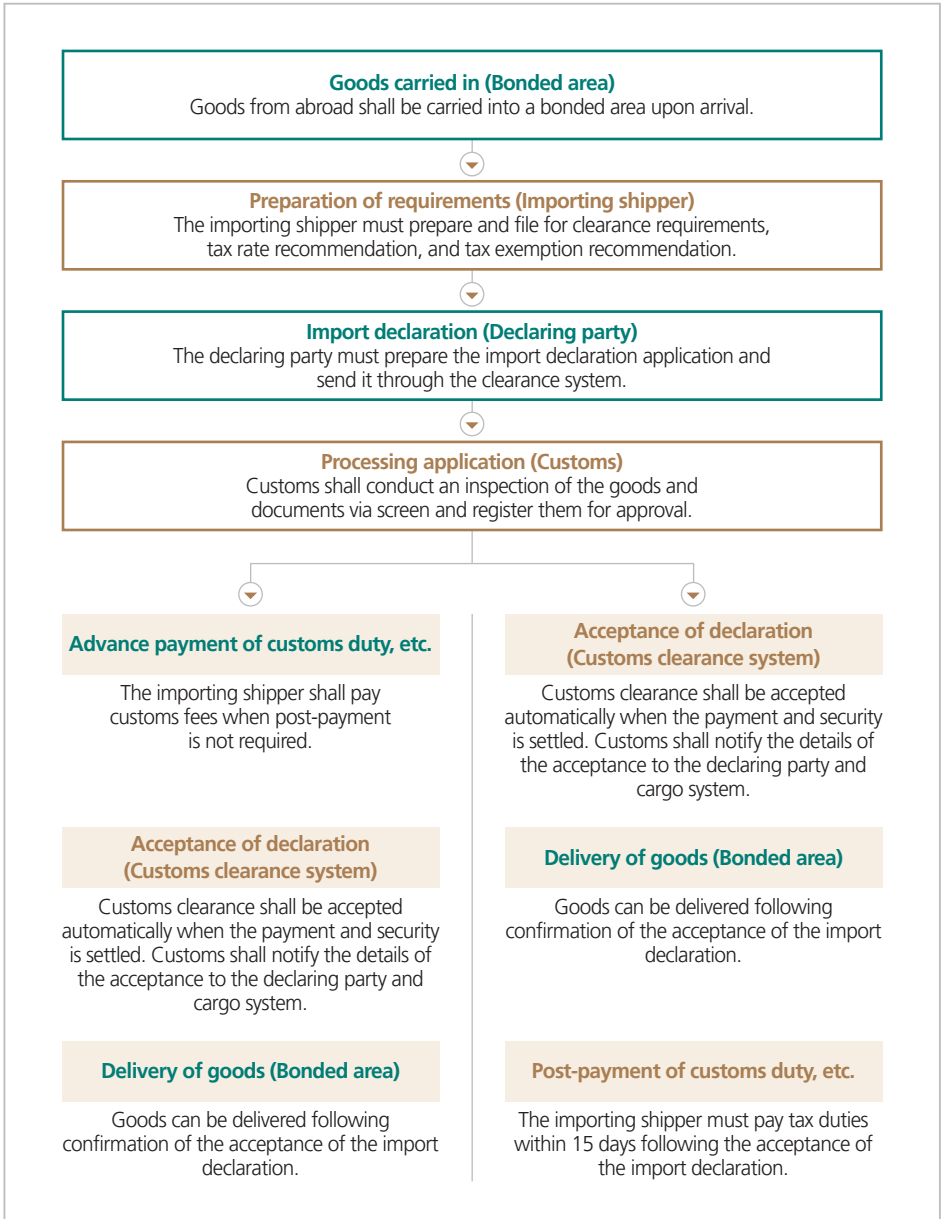 Goods carried in (Bonded area)
Goods from abroad shall be carried into a bonded area upon arrival.
Preparation of requirements (Importing shipper)
The importing shipper must prepare and file for clearance requirements,
tax rate recommendation, and tax exemption recommendation.
Import declaration (Declaring party)
The declaring party must prepare the import declaration application and
send it through the clearance system.
Processing application (Customs)
Customs shall conduct an inspection of the goods and
documents via screen and register them for approval.
Advance payment of customs duty, etc.
The importing shipper shall pay
customs fees when post-payment
is not required.
Acceptance of declaration
(Customs clearance system)
Customs clearance shall be accepted
automatically when the payment and security
is settled. Customs shall notify the details of
the acceptance to the declaring party and
cargo system.
Delivery of goods (Bonded area)
Goods can be delivered following
confirmation of the acceptance of the import
declaration.
Acceptance of declaration
(Customs clearance system)
Customs clearance shall be accepted
automatically when the payment and security
is settled. Customs shall notify the details of
the acceptance to the declaring party and
cargo system.
Delivery of goods (Bonded area)
Goods can be delivered following
confirmation of the acceptance of the import
declaration.
Post-payment of customs duty, etc.
The importing shipper must pay tax duties
within 15 days following the acceptance of
the import declaration.